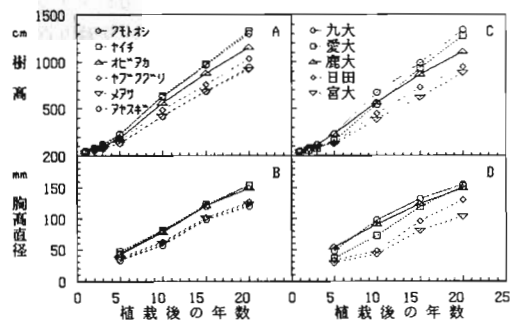 cm
樹高
1500
1000
500
200
A
フモトオシ
ヤイチ
オビアカ
ヤブクグリ
メアサ
アヤスギ
C
九大
愛大
鹿大
日田
宮大
mm
胸高直径
150
100
50
0
B
D
0 5 10 15 20 0 5 10 15 20 25
植栽後の年数 植栽後の年数